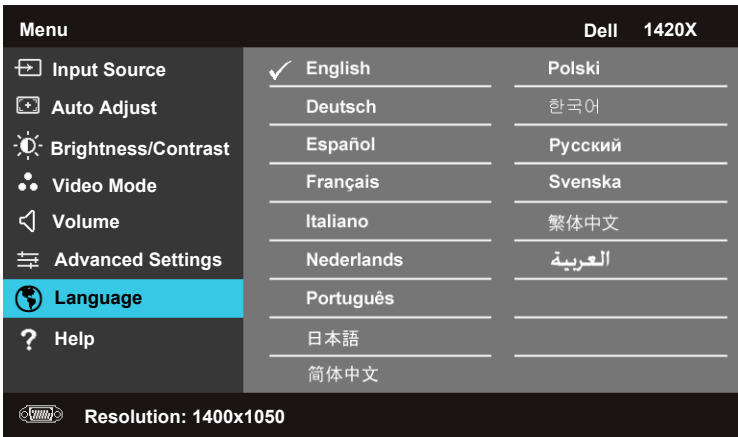 Menu
Dell 1420X
Input Source
Auto Adjust
Brightness/Contrast
Video Mode
Volume
Advanced Settings
Language
Help
English
Deutsch
Español
Français
Italiano
Nederlands
Português
日本語
简体中文
Polski
한국어
Русский
Svenska
繁体中文
العربية
Resolution: 1400x1050